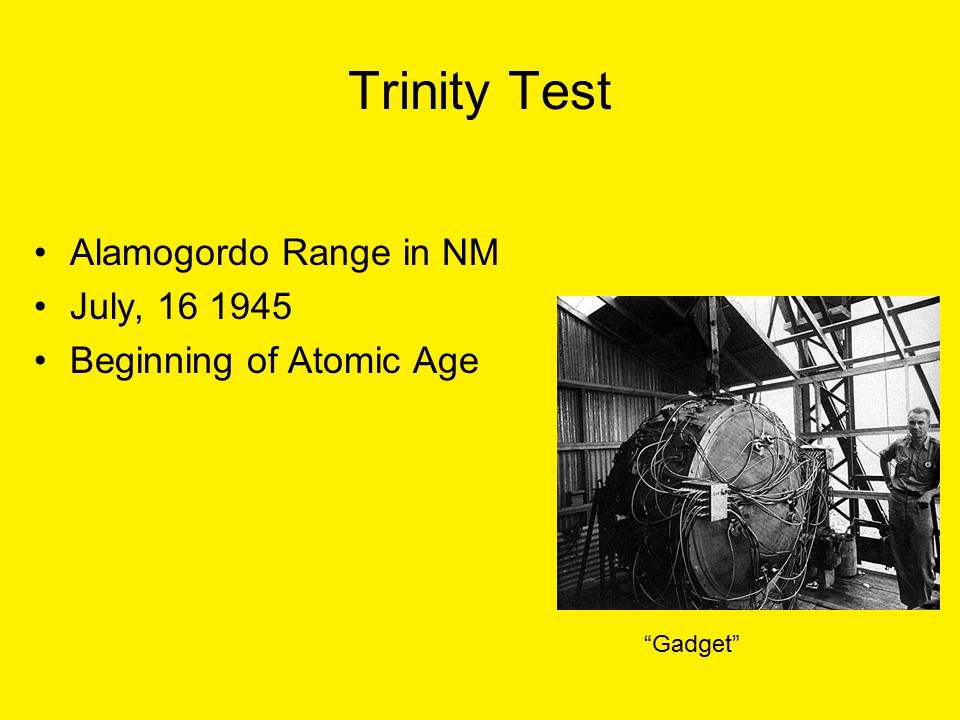 Trinity Test
• Alamogordo Range in NM
• July, 16 1945
• Beginning of Atomic Age
“Gadget”